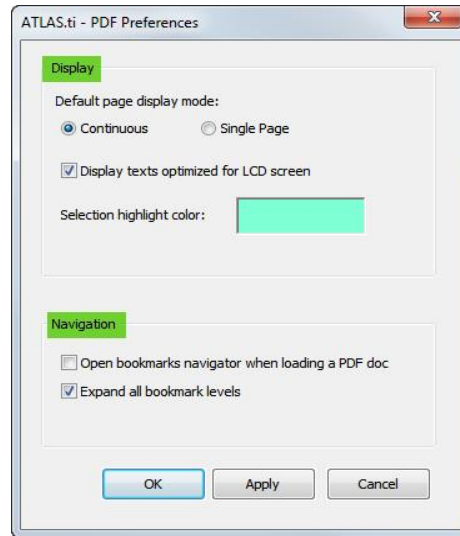 ATLAS.ti - PDF Preferences
Display
Default page display mode:
Continuous Single Page
Display texts optimized for LCD screen
Selection highlight color:
Navigation
Open bookmarks navigator when loading a PDF doc
Expand all bookmark levels
OK Apply Cancel